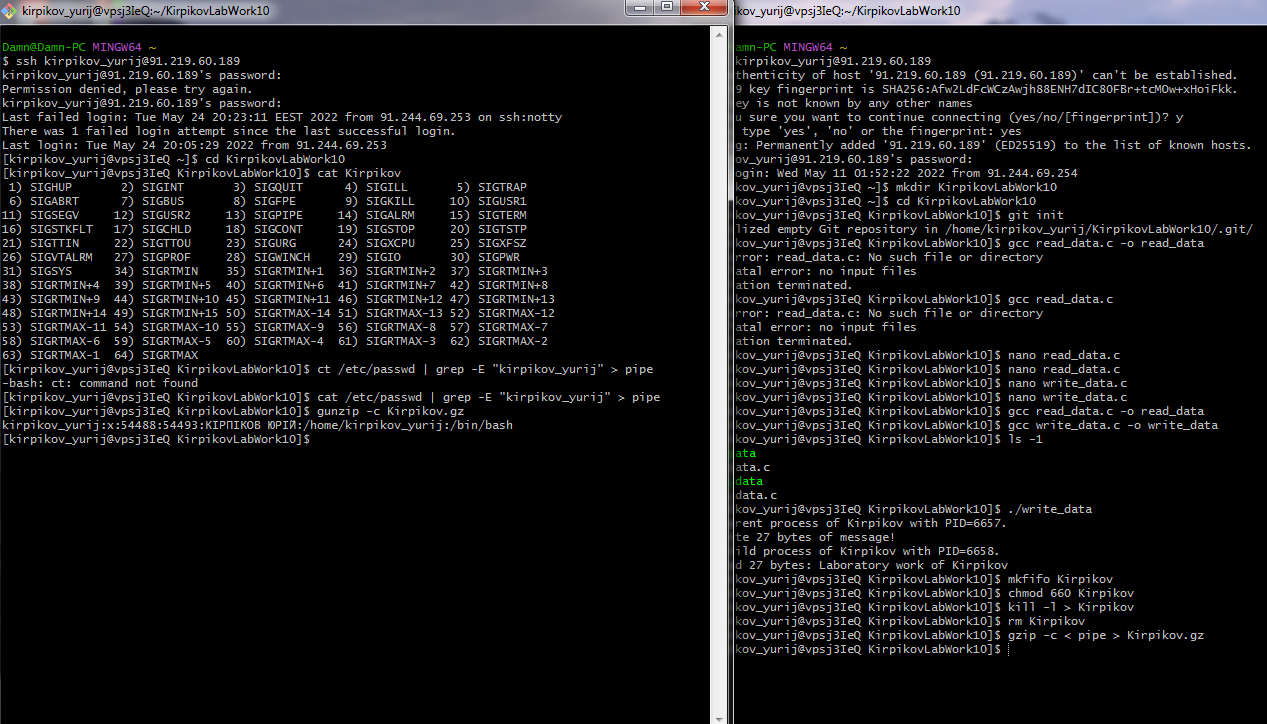 kirpikov_yurij@vpsj3IeQ:~/KirpikovLabWork10
Damn@Damn-PC MINGW64 ~
$ ssh kirpikov_yurij@91.219.60.189
kirpikov_yurij@91.219.60.189's password:
Permission denied, please try again.
kirpikov_yurij@91.219.60.189's password:
Last failed login: Tue May 24 20:23:11 EEST 2022 from 91.244.69.253 on ssh:notty
There was 1 failed login attempt since the last successful login.
Last login: Tue May 24 20:05:29 2022 from 91.244.69.253
[kirpikov_yurij@vpsj3IeQ ~]$ cd KirpikovLabWork10
[kirpikov_yurij@vpsj3IeQ KirpikovLabWork10]$ cat Kirpikov
1) SIGHUP 2) SIGINT 3) SIGQUIT 4) SIGILL 5) SIGTRAP
6) SIGABRT 7) SIGBUS 8) SIGFPE 9) SIGKILL 10) SIGUSR1
11) SIGSEGV 12) SIGUSR2 13) SIGPIPE 14) SIGALRM 15) SIGTERM
16) SIGSTKFLT 17) SIGCHLD 18) SIGCONT 19) SIGSTOP 20) SIGTSTP
21) SIGTTIN 22) SIGTTOU 23) SIGURG 24) SIGXCPU 25) SIGXFSZ
26) SIGVTALRM 27) SIGPROF 28) SIGWINCH 29) SIGIO 30) SIGPWR
31) SIGSYS 34) SIGRTMIN 35) SIGRTMIN+1 36) SIGRTMIN+2 37) SIGRTMIN+3
38) SIGRTMIN+4 39) SIGRTMIN+5 40) SIGRTMIN+6 41) SIGRTMIN+7 42) SIGRTMIN+8
43) SIGRTMIN+9 44) SIGRTMIN+10 45) SIGRTMIN+11 46) SIGRTMIN+12 47) SIGRTMIN+13
48) SIGRTMIN+14 49) SIGRTMIN+15 50) SIGRTMAX-14 51) SIGRTMAX-13 52) SIGRTMAX-12
53) SIGRTMAX-11 54) SIGRTMAX-10 55) SIGRTMAX-9 56) SIGRTMAX-8 57) SIGRTMAX-7
58) SIGRTMAX-6 59) SIGRTMAX-5 60) SIGRTMAX-4 61) SIGRTMAX-3 62) SIGRTMAX-2
63) SIGRTMAX-1 64) SIGRTMAX
[kirpikov_yurij@vpsj3IeQ KirpikovLabWork10]$ ct /etc/passwd | grep -E "kirpikov_yurij" > pipe
-bash: ct: command not found
[kirpikov_yurij@vpsj3IeQ KirpikovLabWork10]$ cat /etc/passwd | grep -E "kirpikov_yurij" > pipe
[kirpikov_yurij@vpsj3IeQ KirpikovLabWork10]$ gunzip -c Kirpikov.gz
kirpikov_yurij:x:54488:54493:КІРПІКОВ ЮРІЙ:/home/kirpikov_yurij:/bin/bash
[kirpikov_yurij@vpsj3IeQ KirpikovLabWork10]$
kov_yurij@vpsj3IeQ:~/KirpikovLabWork10
amn-PC MINGW64 ~
kirpikov_yurij@91.219.60.189
thenticity of host '91.219.60.189 (91.219.60.189)' can't be established.
9 key fingerprint is SHA256:Afw2LdFcWCzAwjh88ENH7dIC8OFBr+tcMOw+xHoiFkk.
ey is not known by any other names
u sure you want to continue connecting (yes/no/[fingerprint])? y
type 'yes', 'no' or the fingerprint: yes
g: Permanently added '91.219.60.189' (ED25519) to the list of known hosts.
ov_yurij@91.219.60.189's password:
ogin: Wed May 11 01:52:22 2022 from 91.244.69.254
kov_yurij@vpsj3IeQ ~]$ mkdir KirpikovLabWork10
kov_yurij@vpsj3IeQ ~]$ cd KirpikovLabWork10
kov_yurij@vpsj3IeQ KirpikovLabWork10]$ git init
lized empty Git repository in /home/kirpikov_yurij/KirpikovLabWork10/.git/
kov_yurij@vpsj3IeQ KirpikovLabWork10]$ gcc read_data.c -o read_data
rror: read_data.c: No such file or directory
atal error: no input files
ation terminated.
kov_yurij@vpsj3IeQ KirpikovLabWork10]$ gcc read_data.c
rror: read_data.c: No such file or directory
atal error: no input files
ation terminated.
kov_yurij@vpsj3IeQ KirpikovLabWork10]$ nano read_data.c
kov_yurij@vpsj3IeQ KirpikovLabWork10]$ nano read_data.c
kov_yurij@vpsj3IeQ KirpikovLabWork10]$ nano write_data.c
kov_yurij@vpsj3IeQ KirpikovLabWork10]$ nano write_data.c
kov_yurij@vpsj3IeQ KirpikovLabWork10]$ gcc read_data.c -o read_data
kov_yurij@vpsj3IeQ KirpikovLabWork10]$ gcc write_data.c -o write_data
kov_yurij@vpsj3IeQ KirpikovLabWork10]$ ls -1
ata
ata.c
data
data.c
kov_yurij@vpsj3IeQ KirpikovLabWork10]$ ./write_data
rent process of Kirpikov with PID=6657.
te 27 bytes of message!
ild process of Kirpikov with PID=6658.
d 27 bytes: Laboratory work of Kirpikov
kov_yurij@vpsj3IeQ KirpikovLabWork10]$ mkfifo Kirpikov
kov_yurij@vpsj3IeQ KirpikovLabWork10]$ chmod 660 Kirpikov
kov_yurij@vpsj3IeQ KirpikovLabWork10]$ kill -l > Kirpikov
kov_yurij@vpsj3IeQ KirpikovLabWork10]$ rm Kirpikov
kov_yurij@vpsj3IeQ KirpikovLabWork10]$ gzip -c < pipe > Kirpikov.gz
kov_yurij@vpsj3IeQ KirpikovLabWork10]$